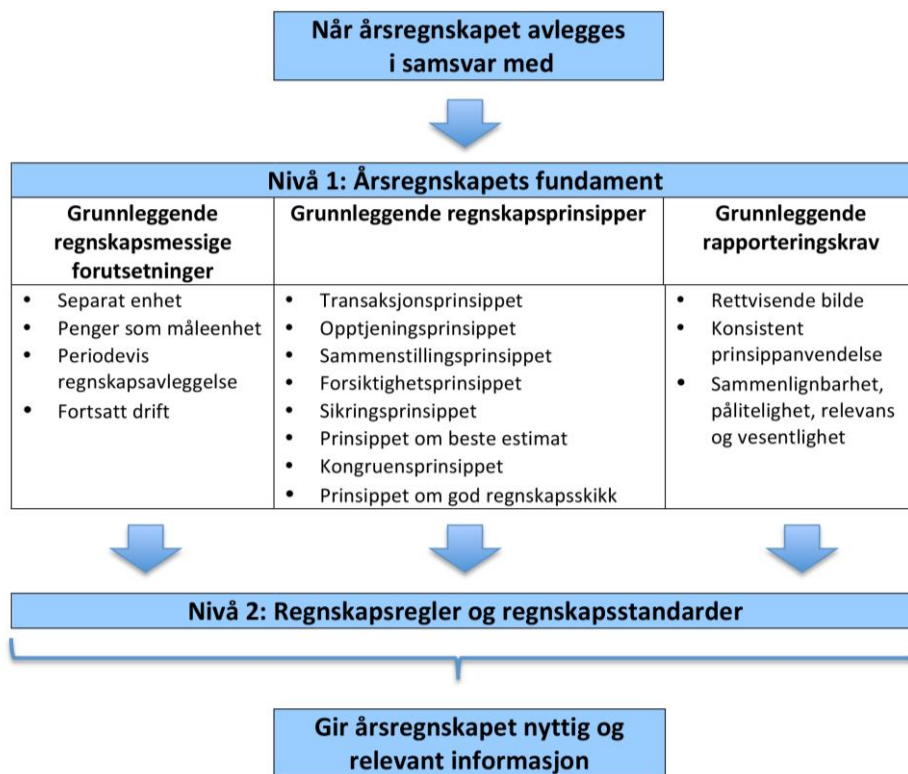 Når årsregnskapet avlegges
i samsvar med
Nivå 1: Årsregnskapets fundament
Grunnleggende
regnskapsmessige
forutsetninger
• Separat enhet
• Penger som måleenhet
• Periodevis
regnskapsavleggelse
• Fortsatt drift
Grunnleggende regnskapsprinsipper
• Transaksjonsprinsippet
• Opptjeningsprinsippet
• Sammenstillingsprinsippet
• Forsiktighetsprinsippet
• Sikringsprinsippet
• Prinsippet om beste estimat
• Kongruensprinsippet
• Prinsippet om god regnskapsskikk
Grunnleggende
rapporteringskrav
• Rettvisende bilde
• Konsistent
prinsippanvendelse
• Sammenlignbarhet,
pålitelighet, relevans
og vesentlighet
Nivå 2: Regnskapsregler og regnskapsstandarder
Gir årsregnskapet nyttig og
relevant informasjon